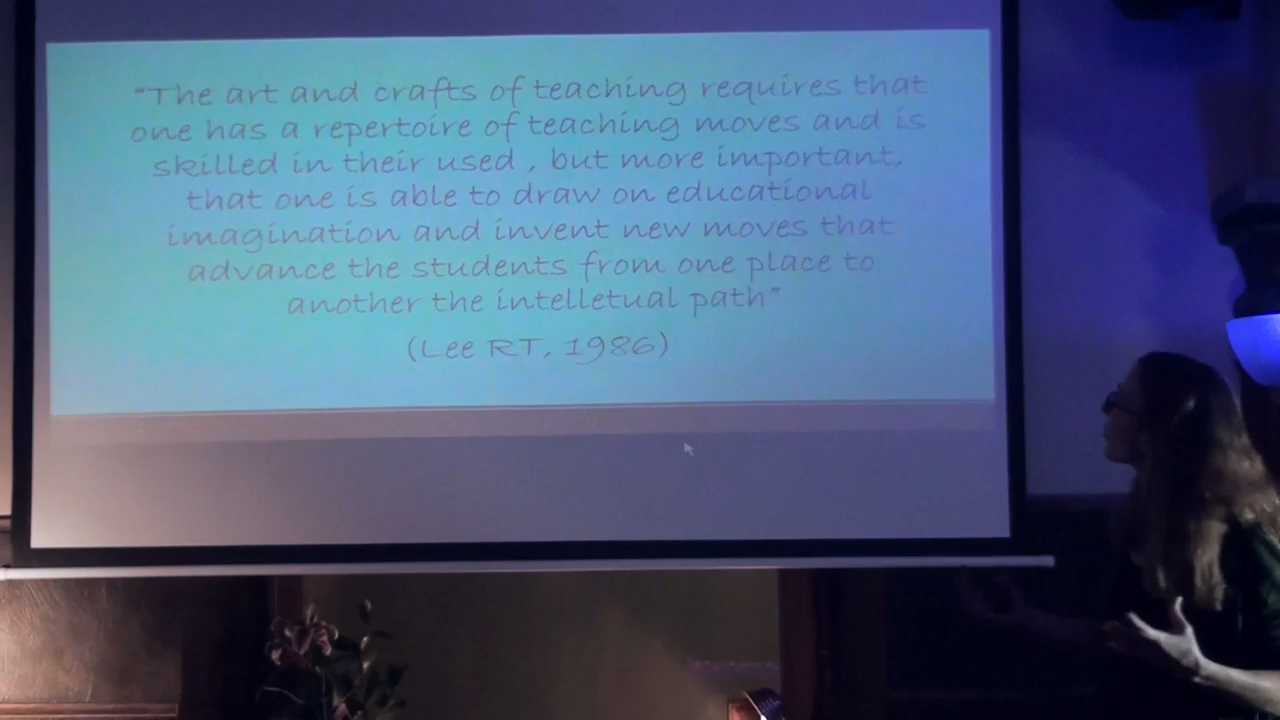 “The art and crafts of teaching requires that
one has a repertoire of teaching moves and is
skilled in their used , but more important,
that one is able to draw on educational
imagination and invent new moves that
advance the students from one place to
another the intelletual path”
(Lee RT, 1986)